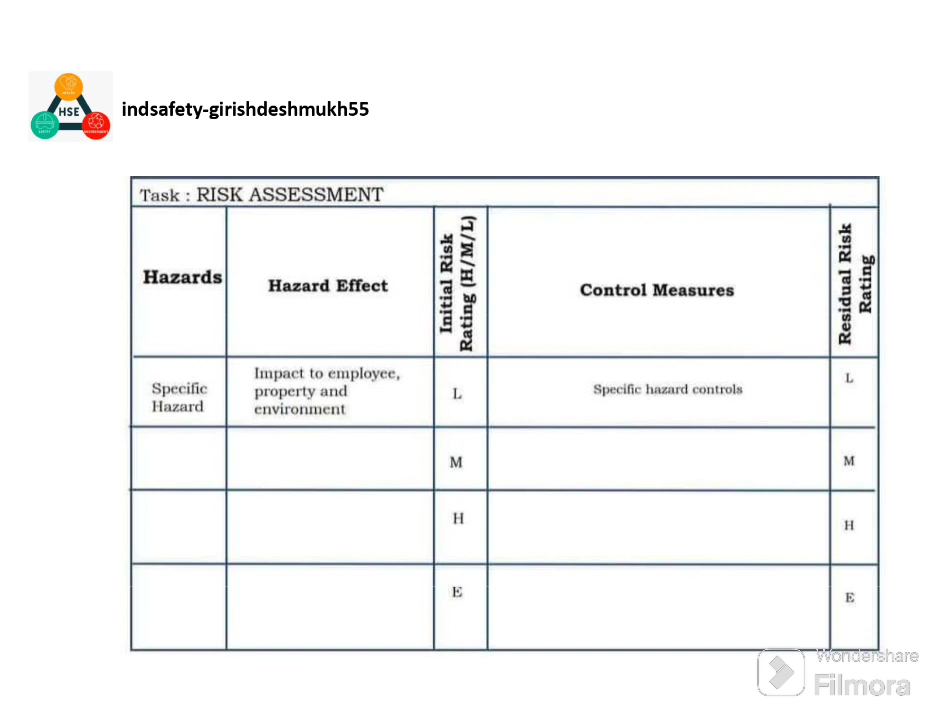 HSE
indsafety-girishdeshmukh55
Task : RISK ASSESSMENT
Hazards
Hazard Effect
Initial Risk
Rating (H/M/L)
Control Measures
Residual Risk
Rating
Specific
Hazard
Impact to employee,
property and
environment
L
Specific hazard controls
L
M
M
H
H
E
E
Wondershare
Filmora